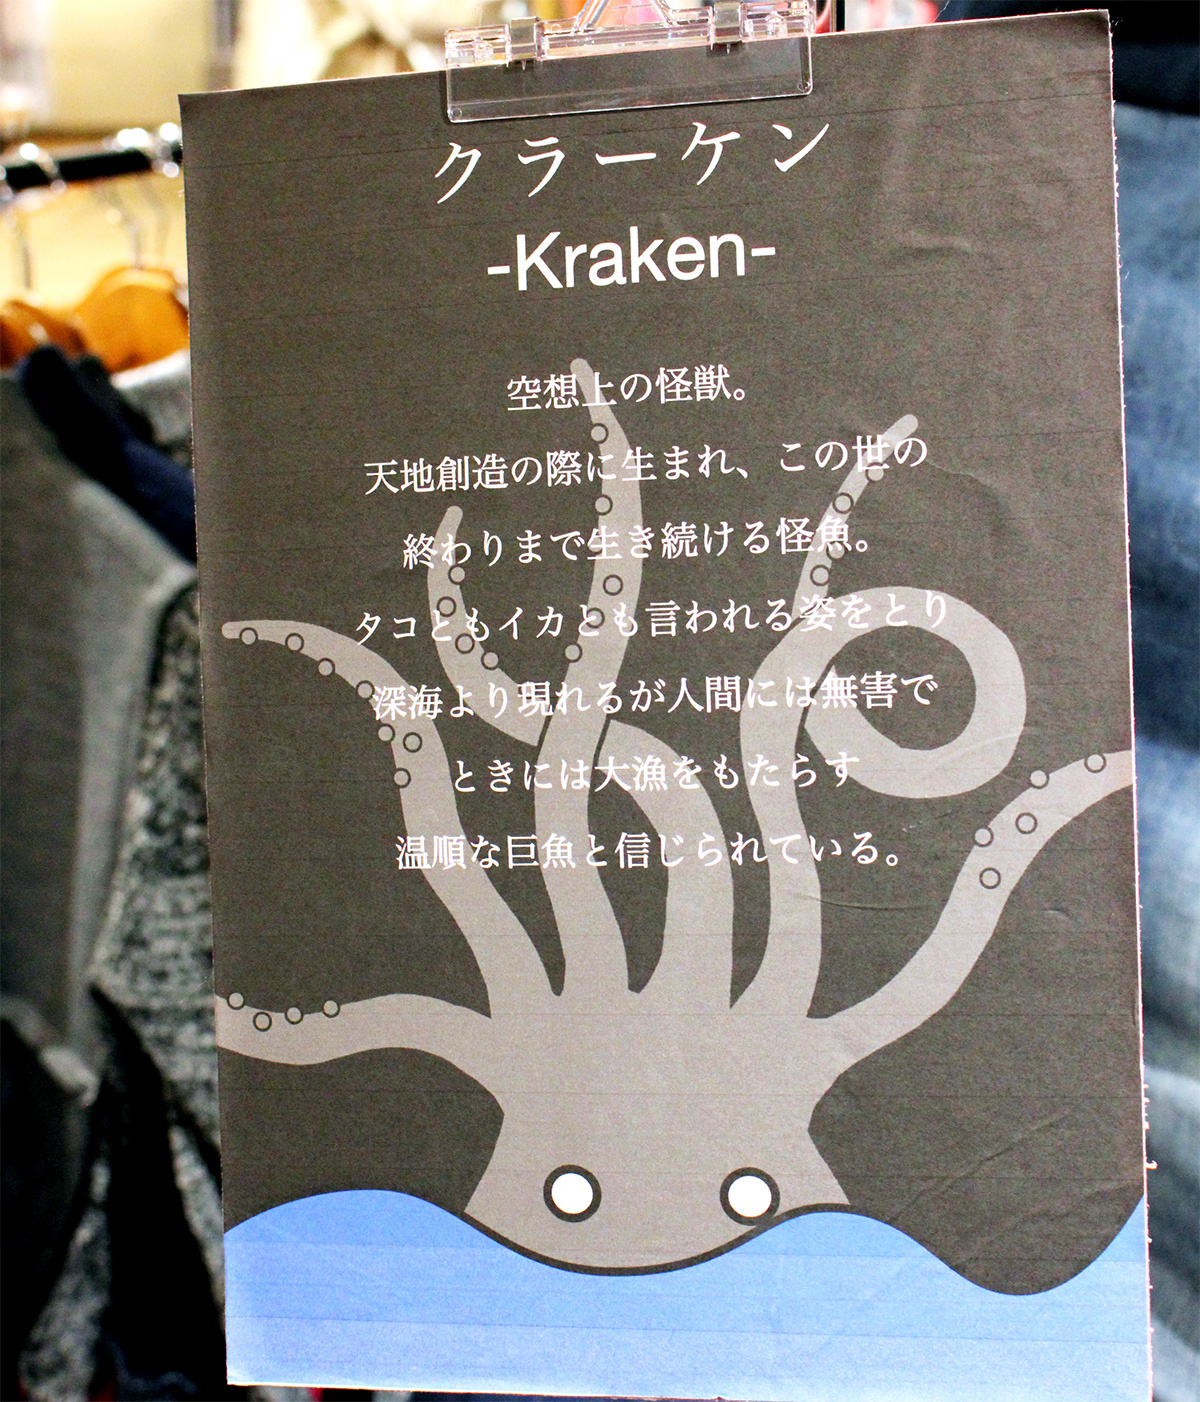 クラーケン
-Kraken-
空想上の怪獣。
天地創造の際に生まれ、この世の
終わりまで生き続ける怪魚。
タコともイカとも言われる姿をとり
深海より現れるが人間には無害で
ときには大漁をもたらす
温順な巨魚と信じられている。